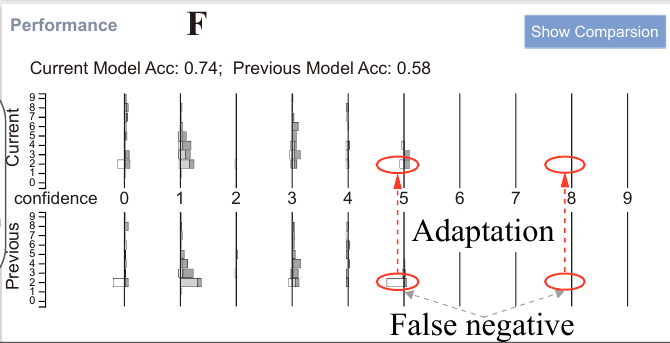 Performance
F
Show Comparsion
Current Model Acc: 0.74; Previous Model Acc: 0.58
Current
9
8
7
6
5
4
3
2
1
0
confidence 0 1 2 3 4 5 6 7 8 9
Previous
9
8
7
6
5
4
3
2
1
0
Adaptation
False negative